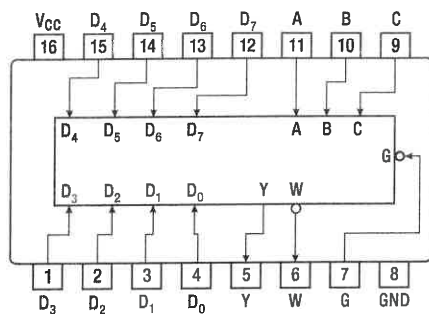 VCC D4 D5 D6 D7 A B C
16 15 14 13 12 11 10 9
D4 D5 D6 D7 A B C
G
D3 D2 D1 D0 Y W
1 2 3 4 5 6 7 8
D3 D2 D1 D0 Y W G GND